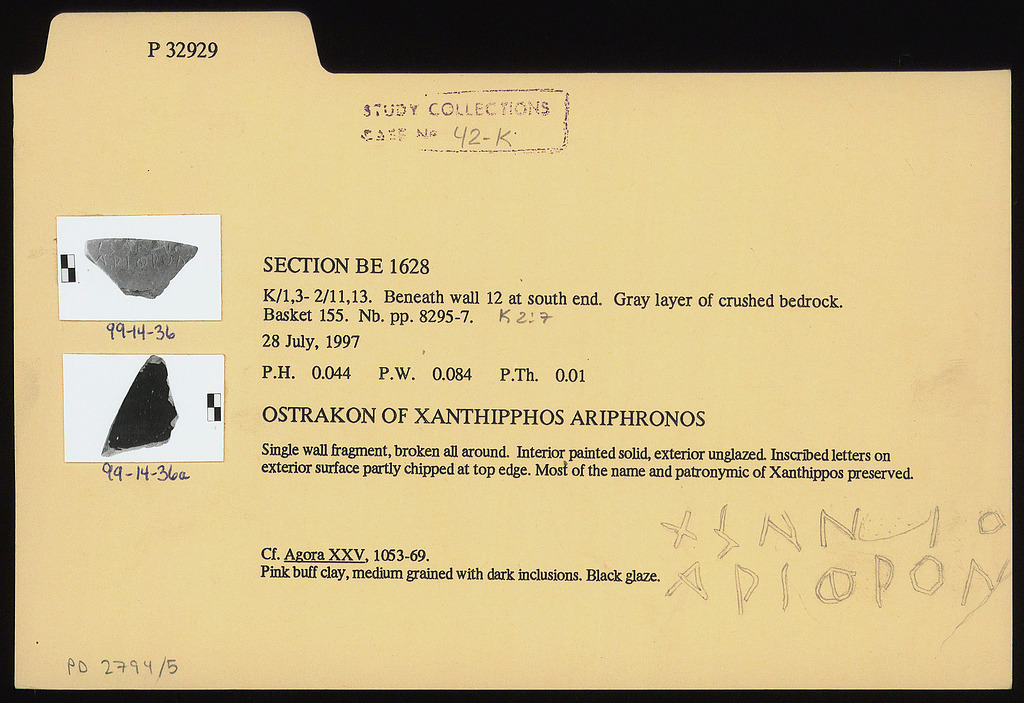 P 32929
STUDY COLLECTIONS
CASE No 42-K
SECTION BE 1628
K/1,3- 2/11,13. Beneath wall 12 at south end. Gray layer of crushed bedrock.
Basket 155. Nb. pp. 8295-7. K 2:7
28 July, 1997
P.H. 0.044 P.W. 0.084 P.Th. 0.01
99-14-36
OSTRAKON OF XANTHIPPHOS ARIPHRONOS
Single wall fragment, broken all around. Interior painted solid, exterior unglazed. Inscribed letters on
exterior surface partly chipped at top edge. Most of the name and patronymic of Xanthippos preserved.
99-14-36a
Cf. Agora XXV, 1053-69.
Pink buff clay, medium grained with dark inclusions. Black glaze.
ΑΡΙΦΡΟΝ
PD 2794/5